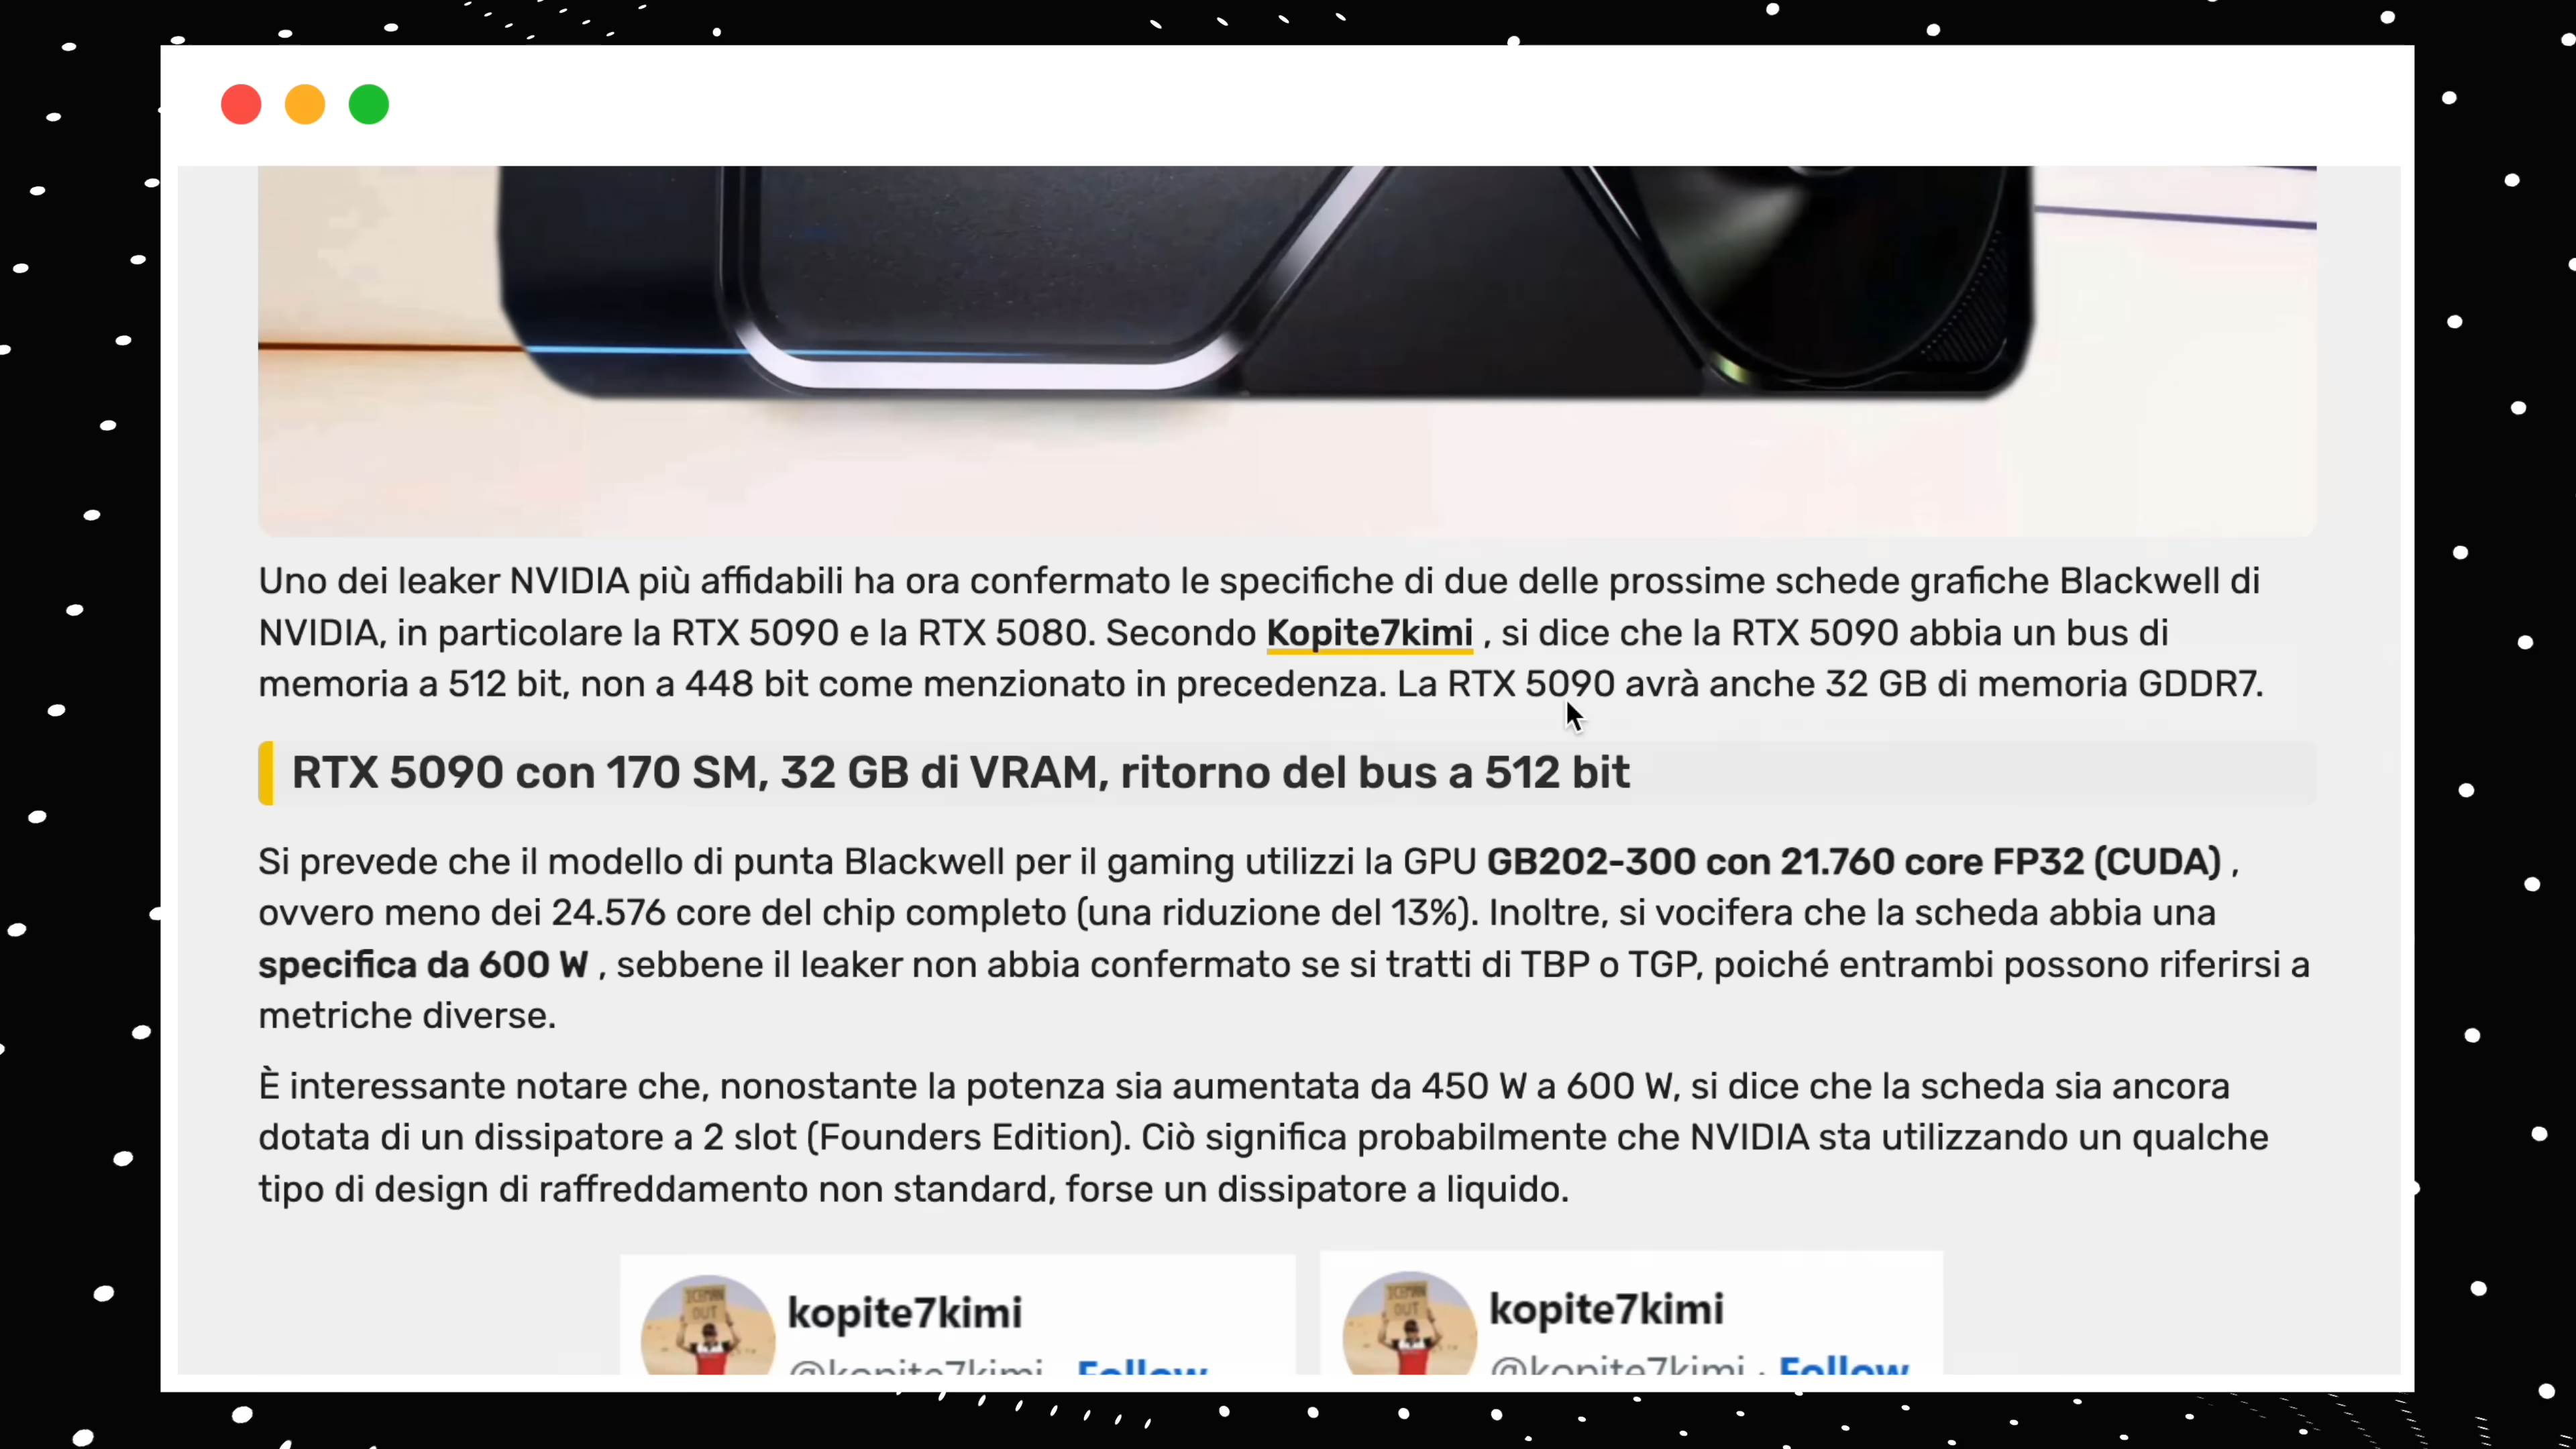 Uno dei leaker NVIDIA più affidabili ha ora confermato le specifiche di due delle prossime schede grafiche Blackwell di
NVIDIA, in particolare la RTX 5090 e la RTX 5080. Secondo Kopite7kimi , si dice che la RTX 5090 abbia un bus di
memoria a 512 bit, non a 448 bit come menzionato in precedenza. La RTX 5090 avrà anche 32 GB di memoria GDDR7.
RTX 5090 con 170 SM, 32 GB di VRAM, ritorno del bus a 512 bit
Si prevede che il modello di punta Blackwell per il gaming utilizzi la GPU GB202-300 con 21.760 core FP32 (CUDA) ,
ovvero meno dei 24.576 core del chip completo (una riduzione del 13%). Inoltre, si vocifera che la scheda abbia una
specifica da 600 W , sebbene il leaker non abbia confermato se si tratti di TBP o TGP, poiché entrambi possono riferirsi a
metriche diverse.
È interessante notare che, nonostante la potenza sia aumentata da 450 W a 600 W, si dice che la scheda sia ancora
dotata di un dissipatore a 2 slot (Founders Edition). Ciò significa probabilmente che NVIDIA sta utilizzando un qualche
tipo di design di raffreddamento non standard, forse un dissipatore a liquido.
kopite7kimi
@kopite7kimi · Follow
kopite7kimi
@kopite7kimi · Follow